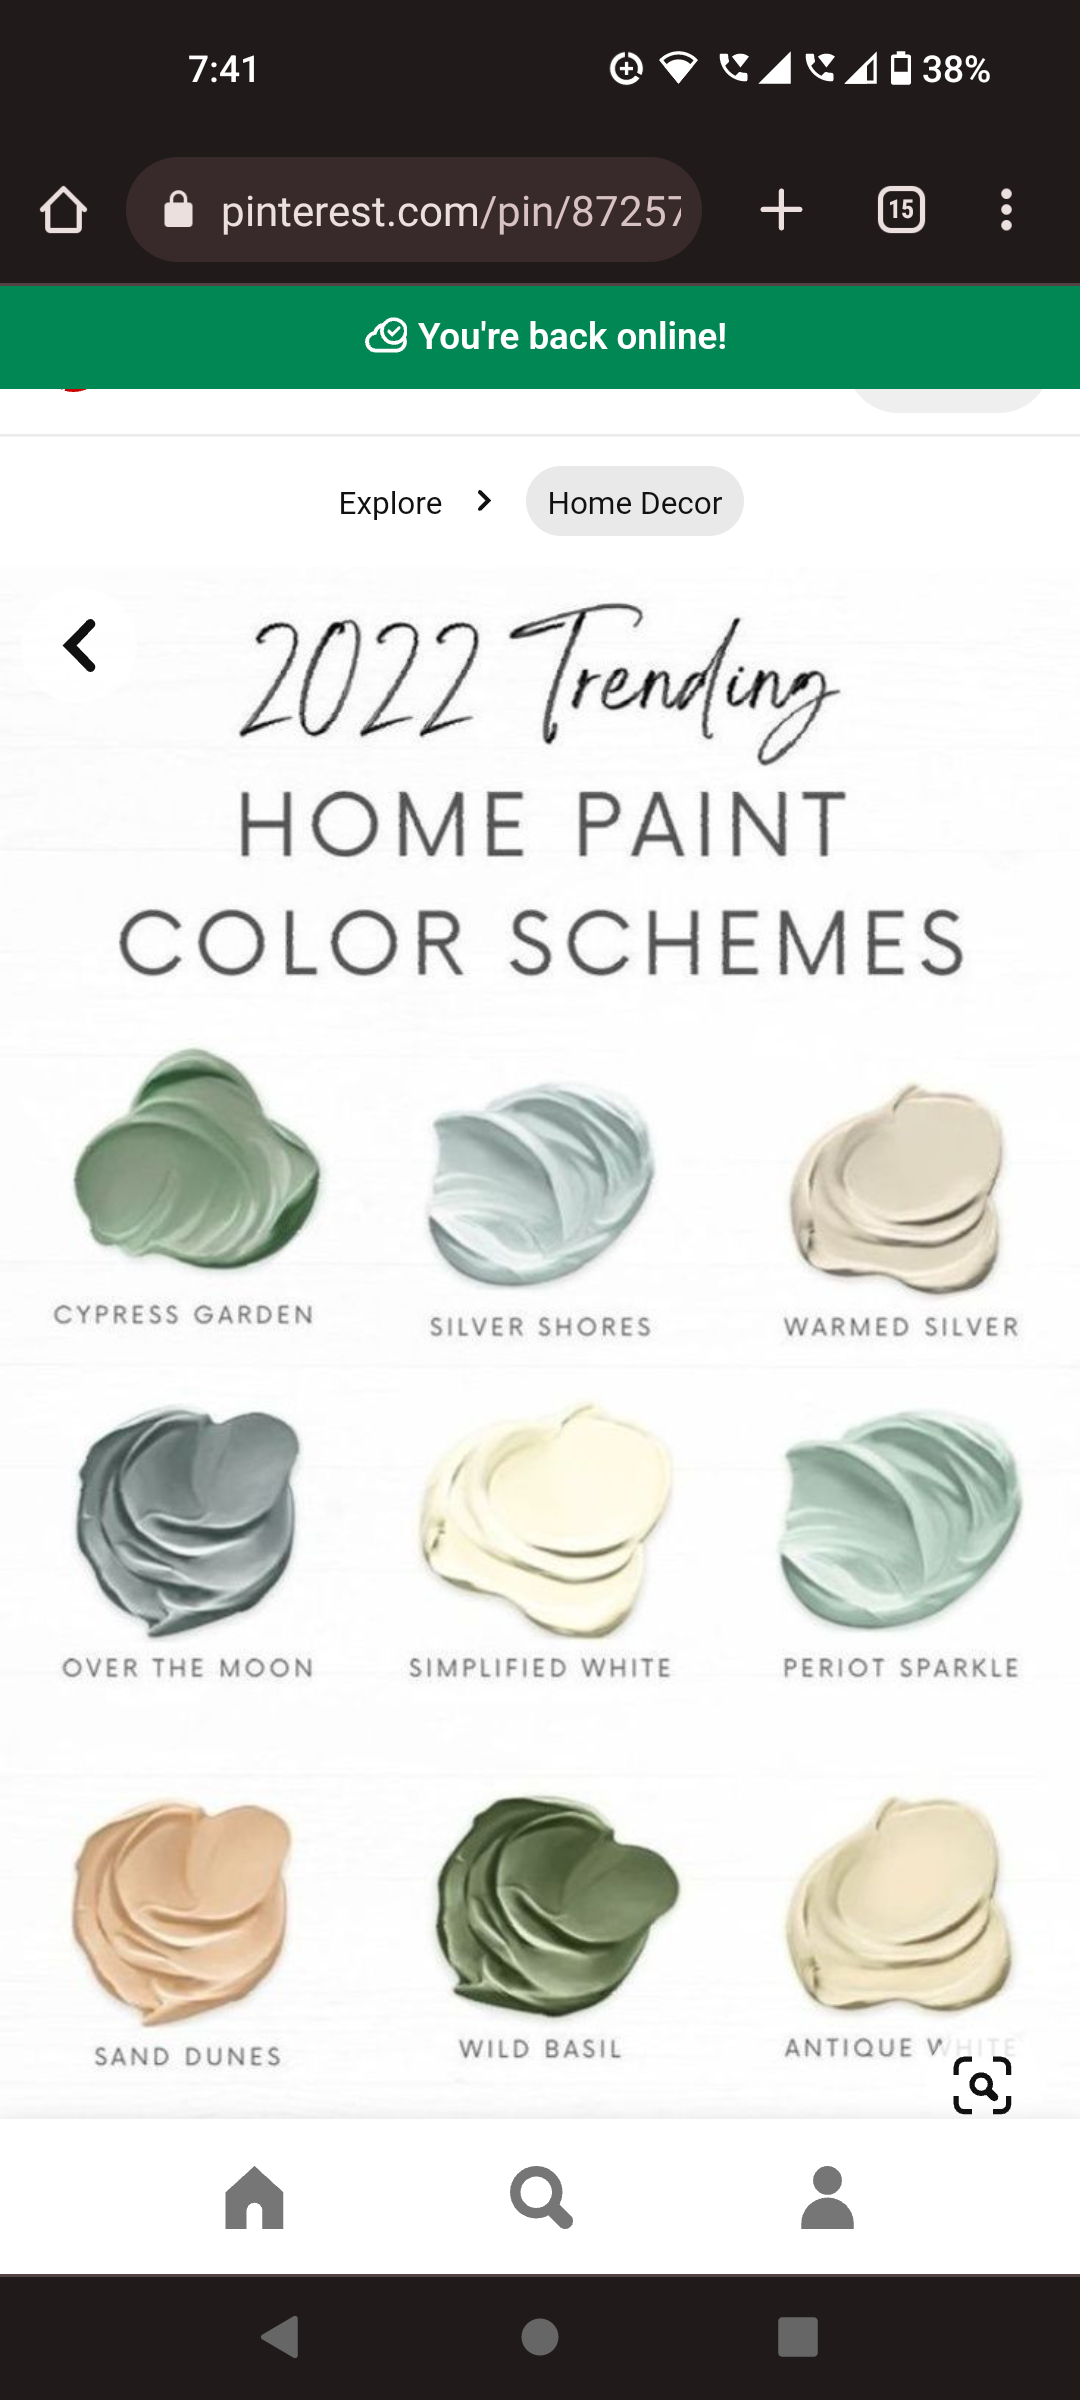 7:41
38%
pinterest.com/pin/87257
15
You're back online!
Explore
Home Decor
2022 Trending
HOME PAINT
COLOR SCHEMES
CYPRESS GARDEN
SILVER SHORES
WARMED SILVER
OVER THE MOON
SIMPLIFIED WHITE
PERIOT SPARKLE
SAND DUNES
WILD BASIL
ANTIQUE WHITE